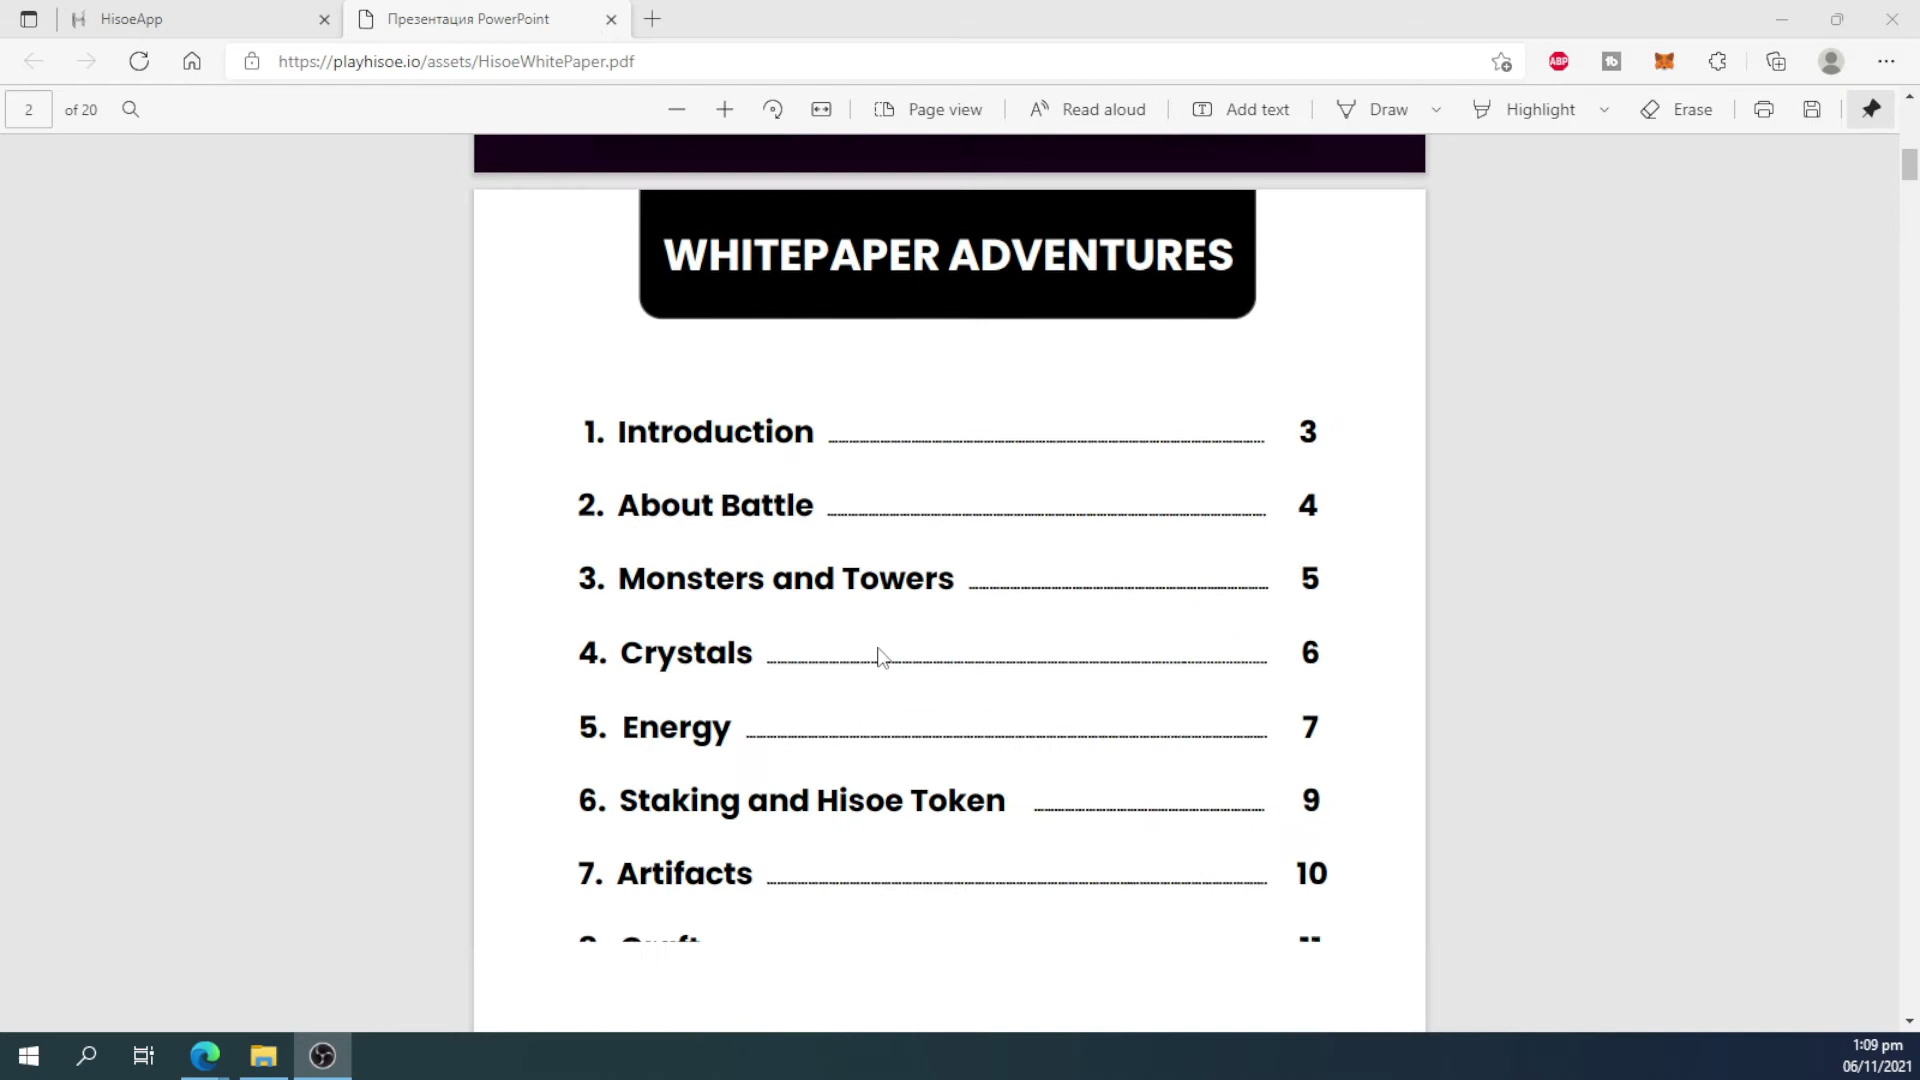 HisoeApp
Презентация PowerPoint
https://playhisoe.io/assets/HisoeWhitePaper.pdf
ABP
2 of 20
Page view
Read aloud
Add text
Draw
Highlight
Erase
WHITEPAPER ADVENTURES
1. Introduction 3
2. About Battle 4
3. Monsters and Towers 5
4. Crystals 6
5. Energy 7
6. Staking and Hisoe Token 9
7. Artifacts 10
1:09 pm
06/11/2021